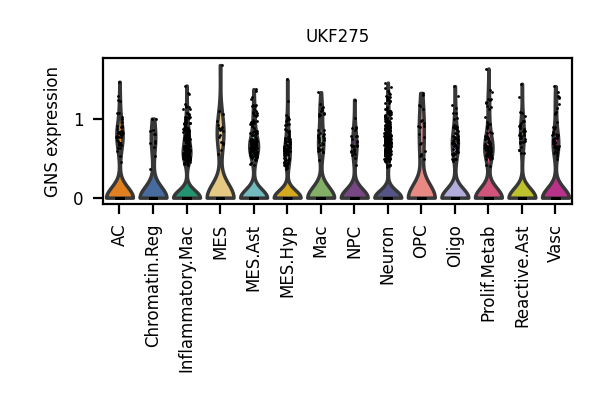 UKF275
GNS expression
1
0
AC
Chromatin.Reg
Inflammatory.Mac
MES
MES.Ast
MES.Hyp
Mac
NPC
Neuron
OPC
Oligo
Prolif.Metab
Reactive.Ast
Vasc